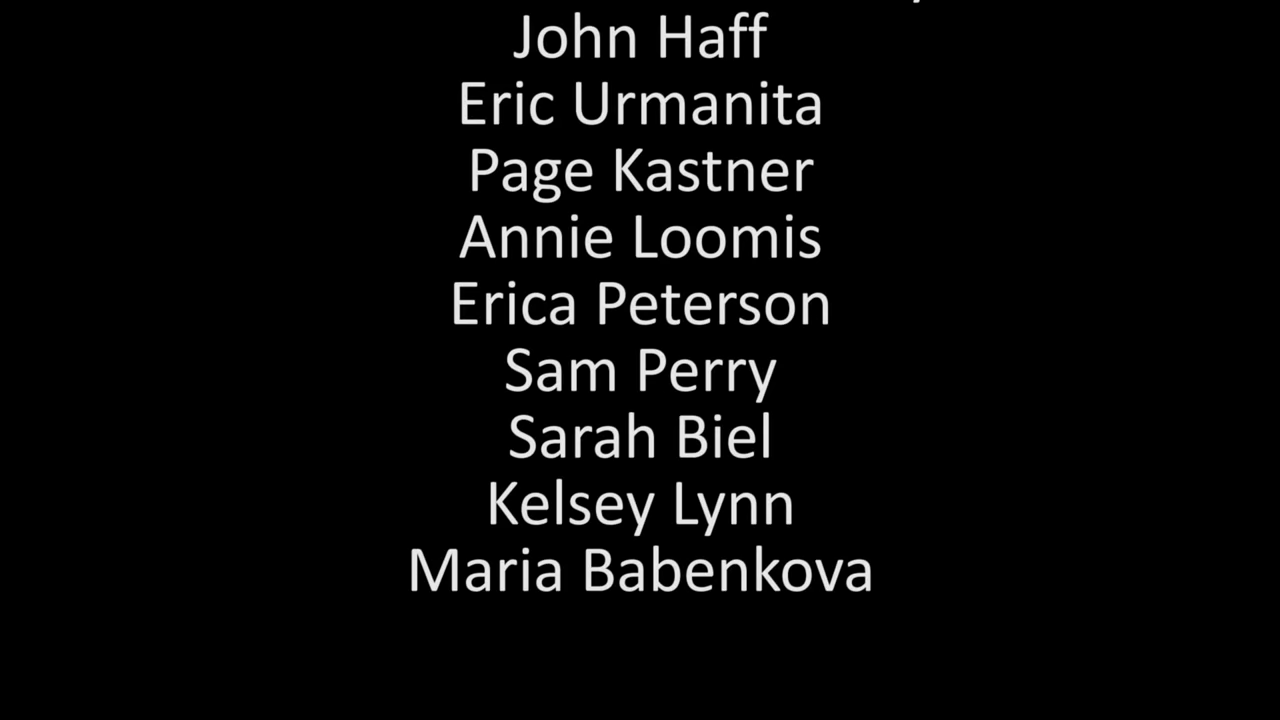 John Haff
Eric Urmanita
Page Kastner
Annie Loomis
Erica Peterson
Sam Perry
Sarah Biel
Kelsey Lynn
Maria Babenkova